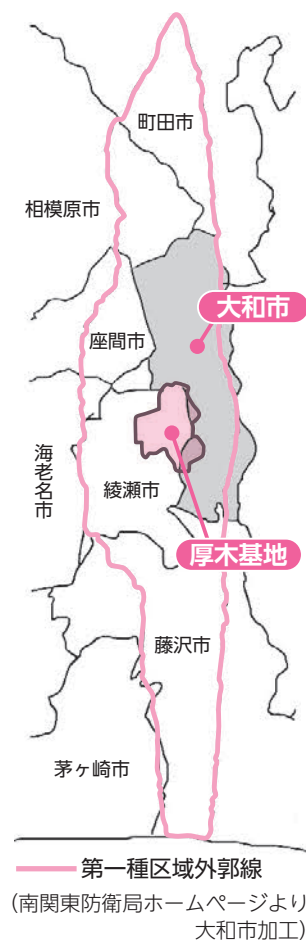 町田市
相模原市
大和市
座間市
海老名市
綾瀬市
厚木基地
藤沢市
茅ヶ崎市
第一種区域外郭線
(南関東防衛局ホームページより
大和市加工)